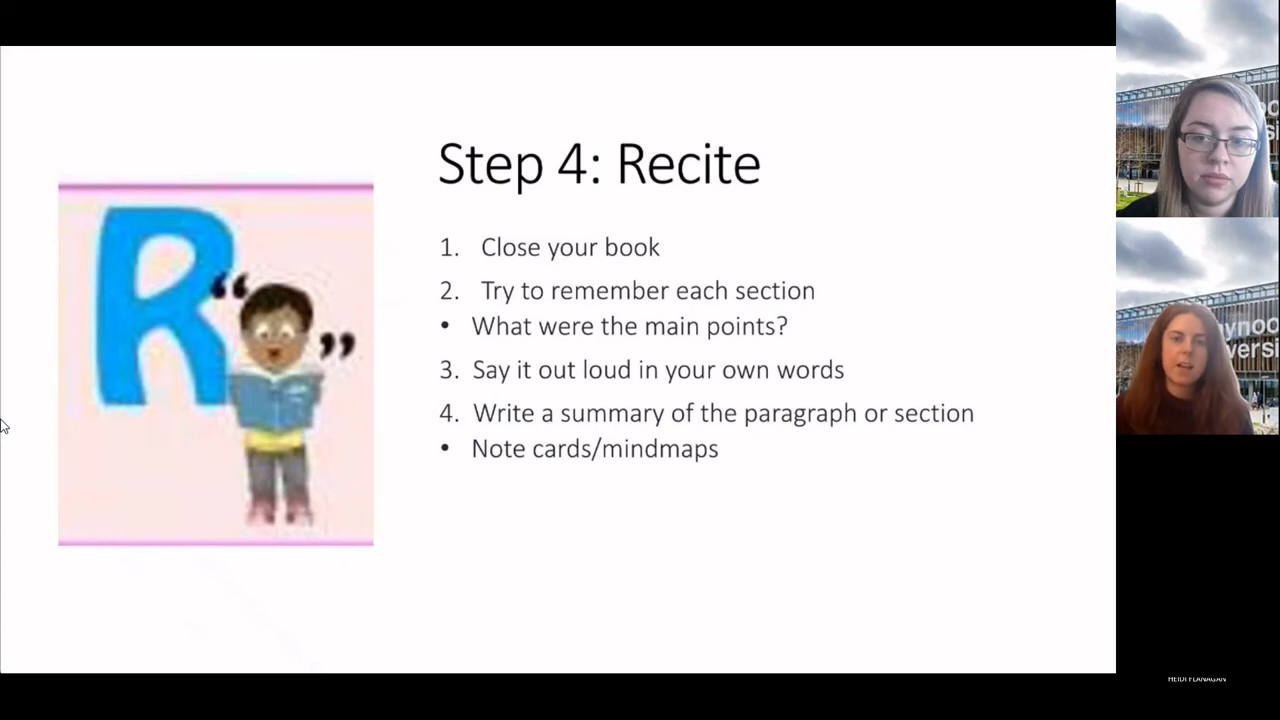 Step 4: Recite
1. Close your book
2. Try to remember each section
• What were the main points?
3. Say it out loud in your own words
4. Write a summary of the paragraph or section
• Note cards/mindmaps
R
“
”
HEIDI FLANAGAN